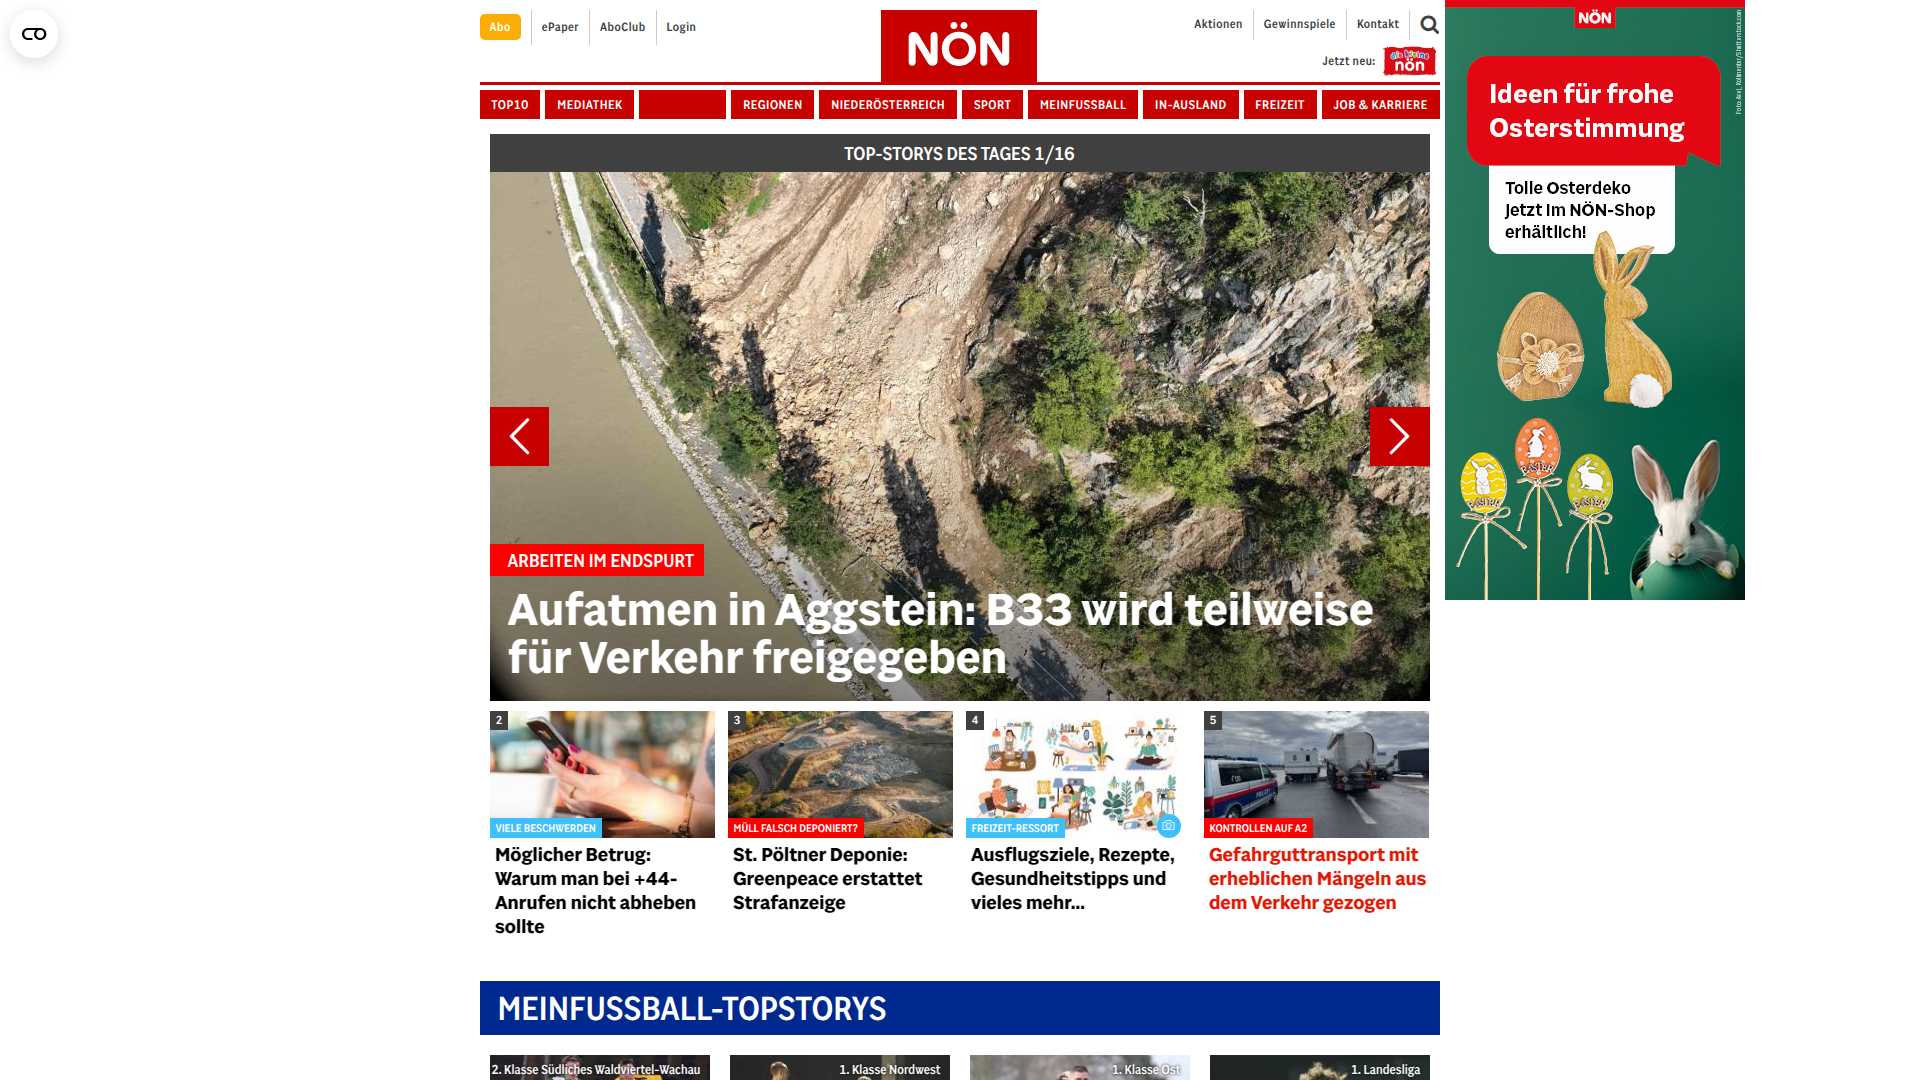 Abo
ePaper
AboClub
Login
NÖN
Aktionen
Gewinnspiele
Kontakt
Jetzt neu:
die kleine
nön
TOP10
MEDIATHEK
REGIONEN
NIEDERÖSTERREICH
SPORT
MEINFUSSBALL
IN-AUSLAND
FREIZEIT
JOB & KARRIERE
TOP-STORYS DES TAGES 1/16
ARBEITEN IM ENDSPURT
Aufatmen in Aggstein: B33 wird teilweise
für Verkehr freigegeben
2
VIELE BESCHWERDEN
Möglicher Betrug:
Warum man bei +44-
Anrufen nicht abheben
sollte
3
MÜLL FALSCH DEPONIERT?
St. Pöltner Deponie:
Greenpeace erstattet
Strafanzeige
4
FREIZEIT-RESSORT
Ausflugsziele, Rezepte,
Gesundheitstipps und
vieles mehr...
5
KONTROLLEN AUF A2
Gefahrguttransport mit
erheblichen Mängeln aus
dem Verkehr gezogen
MEINFUSSBALL-TOPSTORYS
2. Klasse Südliches Waldviertel-Wachau
1. Klasse Nordwest
1. Klasse Ost
1. Landesliga
NÖN
Ideen für frohe
Osterstimmung
Tolle Osterdeko
jetzt im NÖN-Shop
erhältlich!
EASTER
EASTER
EASTER